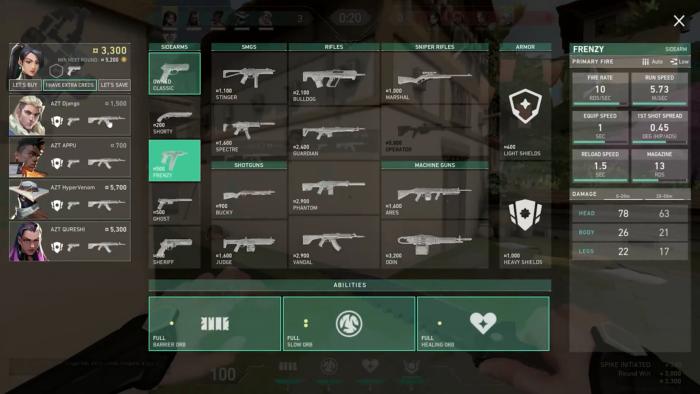 3 0:20
¤ 3,300
MIN NEXT ROUND: ¤ 5,200
LET'S BUY I HAVE EXTRA CREDS LET'S SAVE
AZT Django ¤ 1,500
AZT APPU ¤ 700
AZT HyperVenom ¤ 5,700
AZT QURESHI ¤ 5,300
SIDEARMS SMGS RIFLES SNIPER RIFLES ARMOR
OWNED
CLASSIC
¤1,100
STINGER
¤2,100
BULLDOG
¤1,000
MARSHAL
¤200
SHORTY
¤1,600
SPECTRE
¤2,400
GUARDIAN
OPERATOR
¤400
LIGHT SHIELDS
SHOTGUNS MACHINE GUNS
FRENZY
¤500
GHOST
¤900
BUCKY
¤2,900
PHANTOM
¤1,600
ARES
SHERIFF
¤1,600
JUDGE
¤2,900
VANDAL
¤3,200
ODIN
¤1,000
HEAVY SHIELDS
ABILITIES
FULL
BARRIER ORB
FULL
SLOW ORB
FULL
HEALING ORB
FRENZY SIDEARM
PRIMARY FIRE Auto Low
FIRE RATE RUN SPEED
10 5.73
RDS/SEC M/SEC
EQUIP SPEED 1ST SHOT SPREAD
1 0.45
SEC DEG (HIP/ADS)
RELOAD SPEED MAGAZINE
1.5 13
SEC RDS
DAMAGE 0-20m 20-50m
HEAD 78 63
BODY 26 21
LEGS 22 17
100
SPIKE INITIATED
Round Win + 3,000
+ 3,300